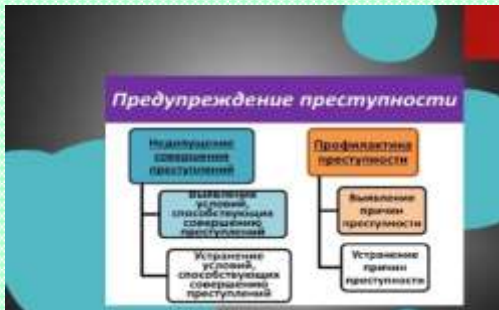 Предупреждение преступности
Недопущение
совершения
преступлений
Выявление
условий,
способствующих
совершению
преступлений
Устранение
условий,
способствующих
совершению
преступлений
Профилактика
преступности
Выявление
причин
преступности
Устранение
причин
преступности